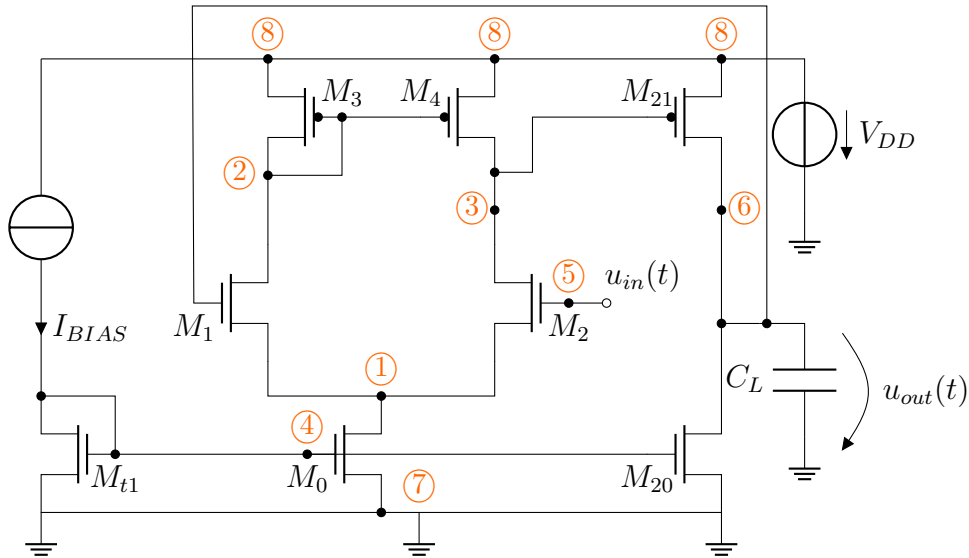 8 8 8
M3 M4 M21
VDD
2
3 6
5 uin(t)
M1 M2
IBIAS
1
CL uout(t)
4
Mt1 M0 M20
7